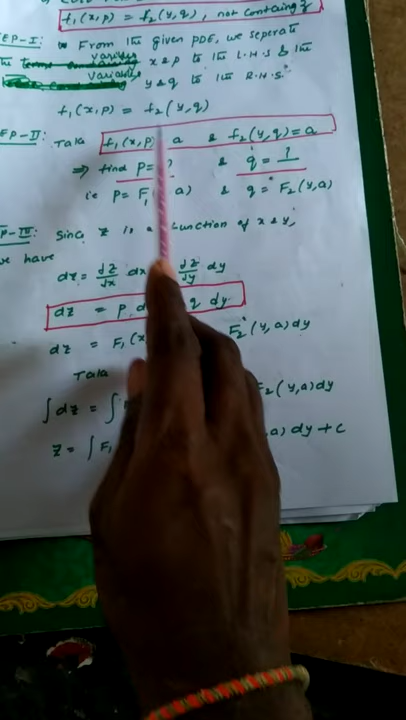 f₁(x,p) = f₂(y,q), not containg z
EP-I: From the given PDE, we seperate
the variables x & p to the L.H.S & the
variables y & q to the R.H.S.
f₁(x,p) = f₂(y,q)
EP-II: Take f₁(x,p) a & f₂(y,q) = a
⇒ find p= ? & q = ?
i.e p = F₁ a) & q = F₂(y,a)
P-III: Since z is a function of x & y,
we have
dz = ∂z/∂x dx ∂z/∂y dy
dz = p d q dy
dz = F₁(x F₂(y,a) dy
Take
∫dz = ∫ F₂(y,a) dy
z = ∫F₁ a) dy + c